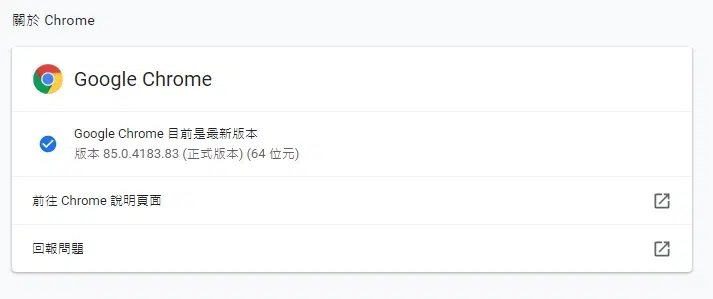 關於 Chrome
Google Chrome
Google Chrome 目前是最新版本
版本 85.0.4183.83 (正式版本) (64 位元)
前往 Chrome 說明頁面
回報問題